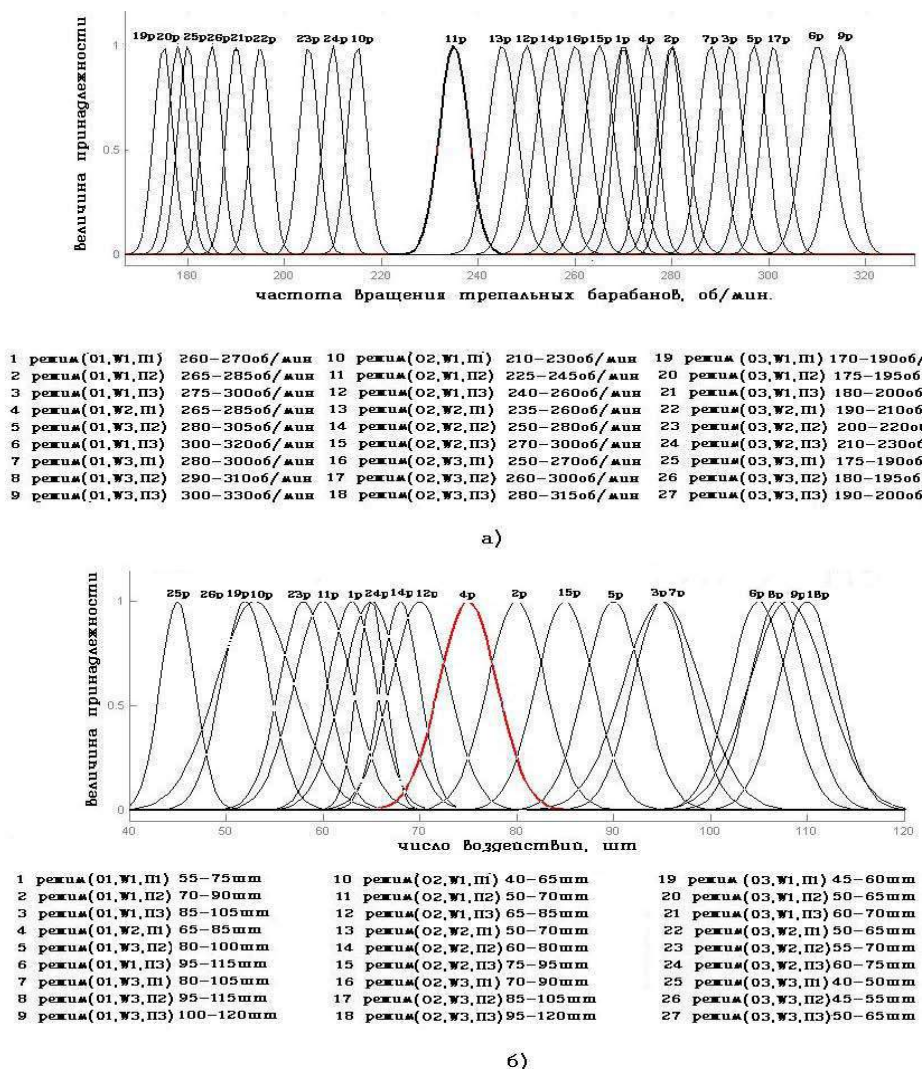 19р 20р 25р 26р 21р 22р 23р 24р 10р 11р 13р 12р 14р 16р 15р 1р 4р 2р 7р 3р 5р 17р 6р 9р
величина принадлежности
1
0.5
0
180 200 220 240 260 280 300 320
частота вращения трепальных барабанов, об/мин.
1 режим(О1,W1,П1) 260-270об/мин 10 режим(О2,W1,П1) 210-230об/мин 19 режим(О3,W1,П1) 170-190об/
2 режим(О1,W1,П2) 265-285об/мин 11 режим(О2,W1,П2) 225-245об/мин 20 режим(О3,W1,П2) 175-195об
3 режим(О1,W1,П3) 275-300об/мин 12 режим(О2,W1,П3) 240-260об/мин 21 режим(О3,W1,П3) 180-200об
4 режим(О1,W2,П1) 265-285об/мин 13 режим(О2,W2,П1) 235-260об/мин 22 режим(О3,W2,П1) 190-210об
5 режим(О1,W3,П2) 280-305об/мин 14 режим(О2,W2,П2) 250-280об/мин 23 режим(О3,W2,П2) 200-220об
6 режим(О1,W1,П3) 300-320об/мин 15 режим(О2,W2,П3) 270-300об/мин 24 режим(О3,W2,П3) 210-230об
7 режим(О1,W3,П1) 280-300об/мин 16 режим(О2,W3,П1) 250-270об/мин 25 режим(О3,W3,П1) 175-190об
8 режим(О1,W3,П2) 290-310об/мин 17 режим(О2,W3,П2) 260-300об/мин 26 режим(О3,W3,П2) 180-195об
9 режим(О1,W3,П3) 300-330об/мин 18 режим(О2,W3,П3) 280-315об/мин 27 режим(О3,W3,П3) 190-200об
а)
25р 26р 19р 10р 23р 11р 1р 24р 14р 12р 4р 2р 15р 5р 3р 7р 6р 8р 9р 18р
величина принадлежности
1
0.5
0
40 50 60 70 80 90 100 110 120
число воздействий, шт
1 режим(О1,W1,П1) 55-75шт 10 режим(О2,W1,П1) 40-65шт 19 режим(О3,W1,П1) 45-60шт
2 режим(О1,W1,П2) 70-90шт 11 режим(О2,W1,П2) 50-70шт 20 режим(О3,W1,П2) 50-65шт
3 режим(О1,W1,П3) 85-105шт 12 режим(О2,W1,П3) 65-85шт 21 режим(О3,W1,П3) 60-70шт
4 режим(О1,W2,П1) 65-85шт 13 режим(О2,W2,П1) 50-70шт 22 режим(О3,W2,П1) 50-65шт
5 режим(О1,W3,П2) 80-100шт 14 режим(О2,W2,П2) 60-80шт 23 режим(О3,W2,П2) 55-70шт
6 режим(О1,W1,П3) 95-115шт 15 режим(О2,W2,П3) 75-95шт 24 режим(О3,W2,П3) 60-75шт
7 режим(О1,W3,П1) 80-105шт 16 режим(О2,W3,П1) 70-90шт 25 режим(О3,W3,П1) 40-50шт
8 режим(О1,W3,П2) 95-115шт 17 режим(О2,W3,П2) 85-105шт 26 режим(О3,W3,П2) 45-55шт
9 режим(О1,W3,П3) 100-120шт 18 режим(О2,W3,П3) 95-120шт 27 режим(О3,W3,П3) 50-65шт
б)